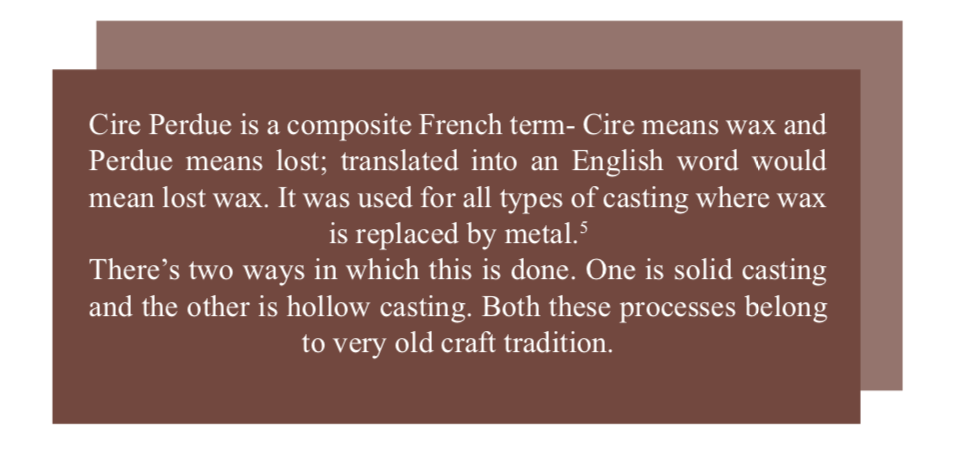 Cire Perdue is a composite French term- Cire means wax and
Perdue means lost; translated into an English word would
mean lost wax. It was used for all types of casting where wax
is replaced by metal.⁵
There’s two ways in which this is done. One is solid casting
and the other is hollow casting. Both these processes belong
to very old craft tradition.